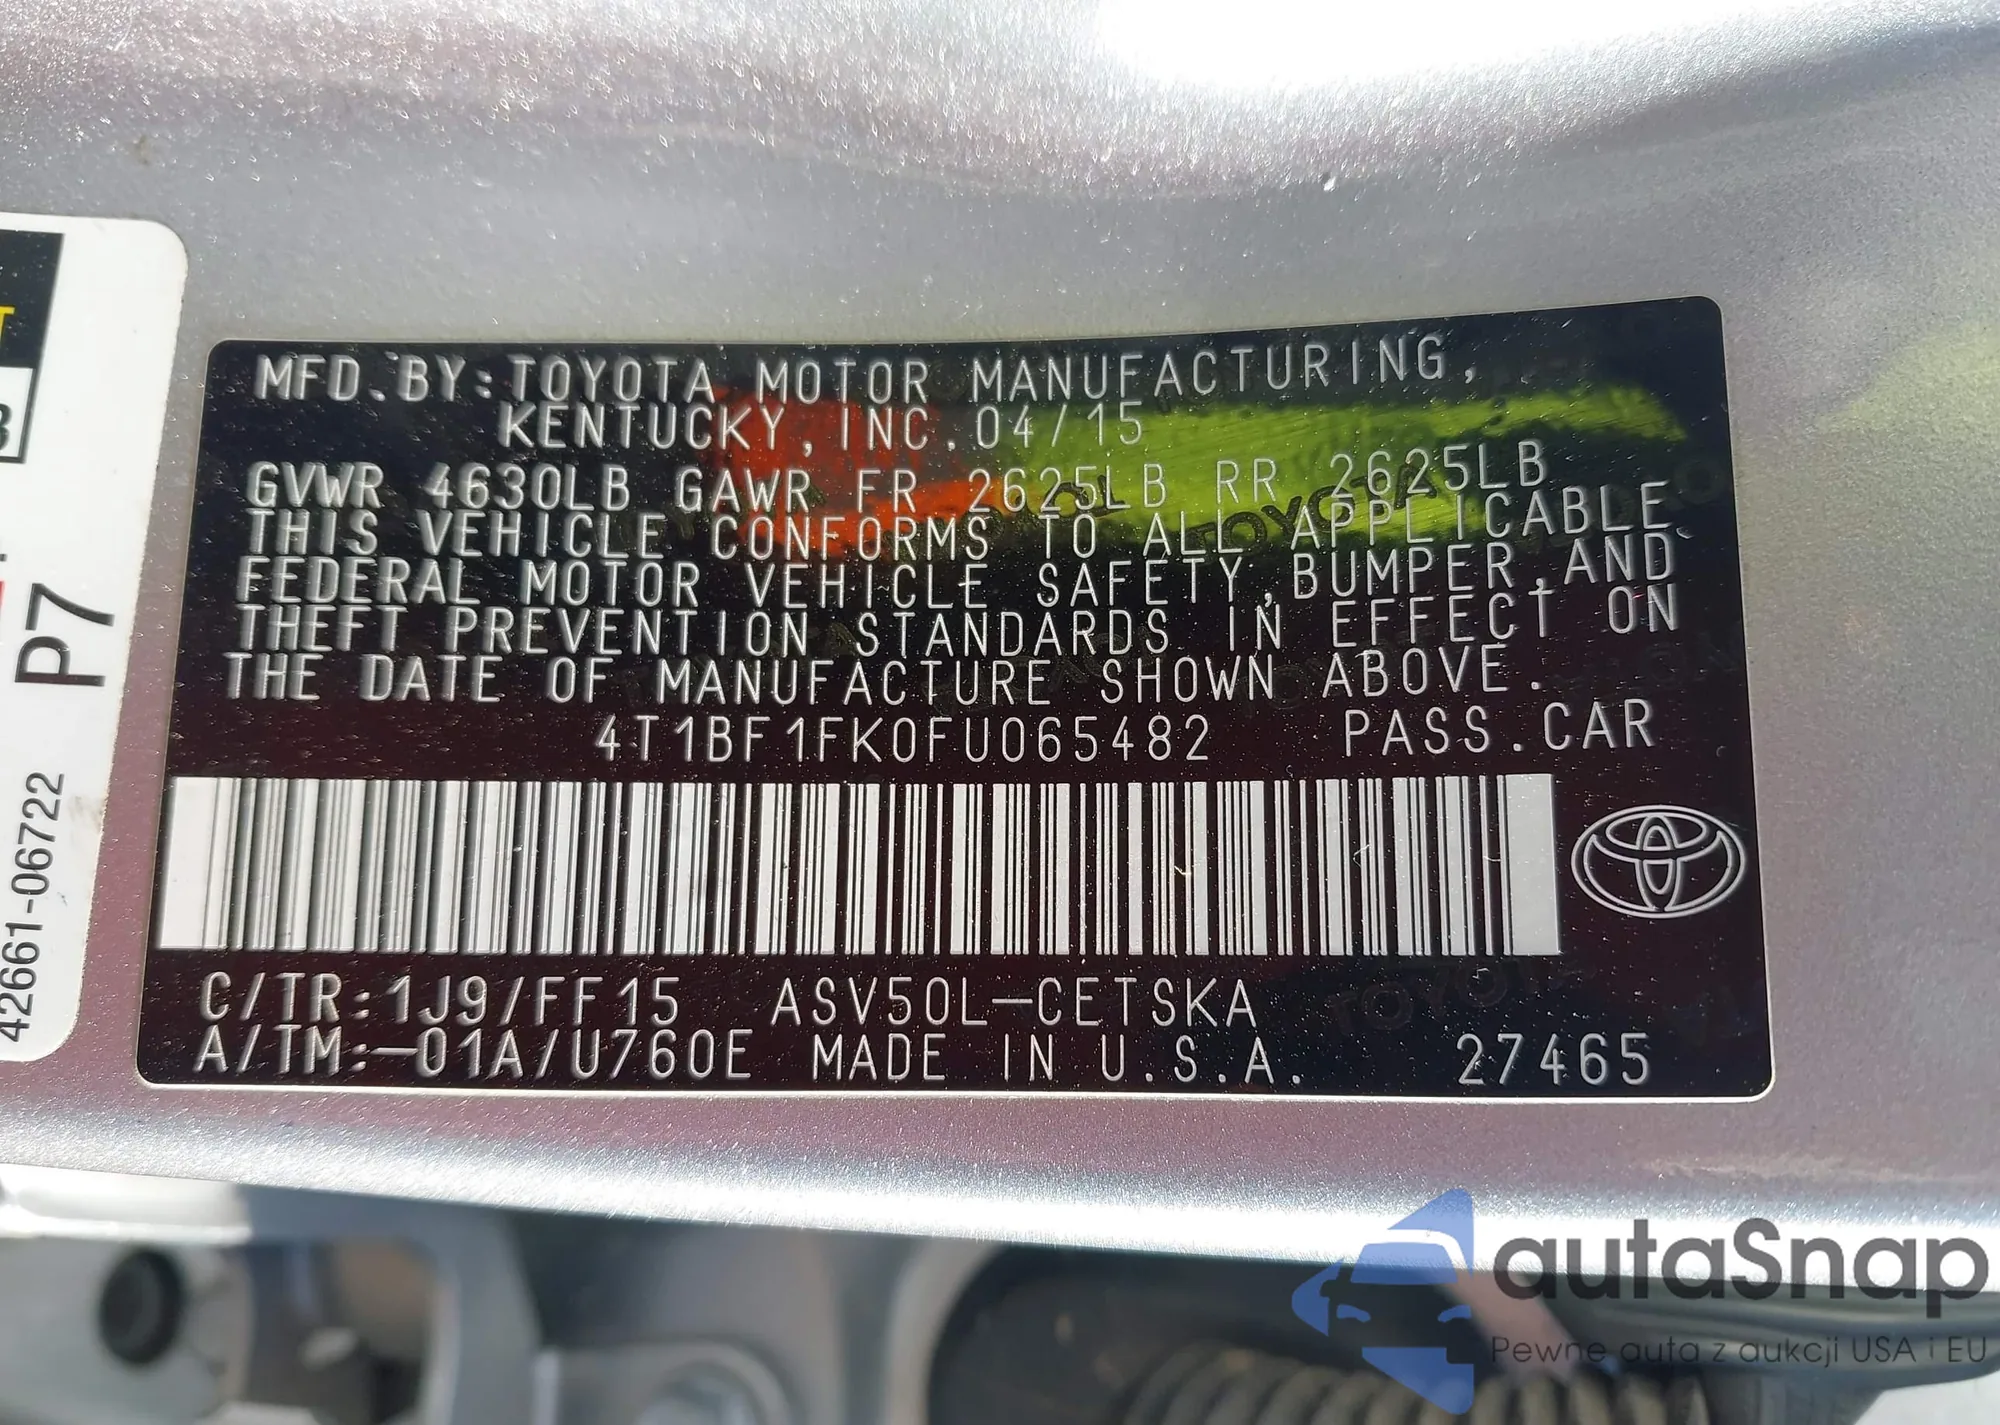 MFD. BY: TOYOTA MOTOR MANUFACTURING,
KENTUCKY, INC. 04/15
GVWR 4630LB GAWR FR 2625LB RR 2625LB
THIS VEHICLE CONFORMS TO ALL APPLICABLE
FEDERAL MOTOR VEHICLE SAFETY, BUMPER, AND
THEFT PREVENTION STANDARDS IN EFFECT ON
THE DATE OF MANUFACTURE SHOWN ABOVE.
4T1BF1FK0FU065482 PASS. CAR
C/TR: 1J9/FF15 ASV50L-CETSKA
A/TM: -01A/U760E MADE IN U.S.A. 27465
P7
42661-06722
autaSnap
Pewne auta z aukcji USA i EU